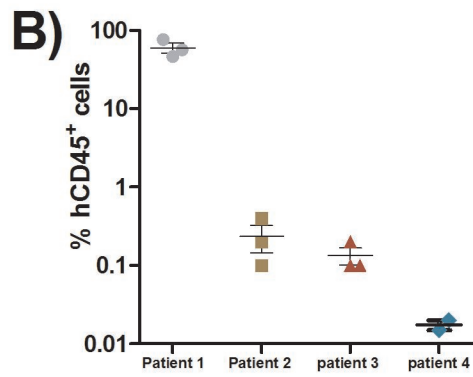 B)
% hCD45⁺ cells
100
10
1
0.1
0.01
Patient 1 Patient 2 patient 3 patient 4